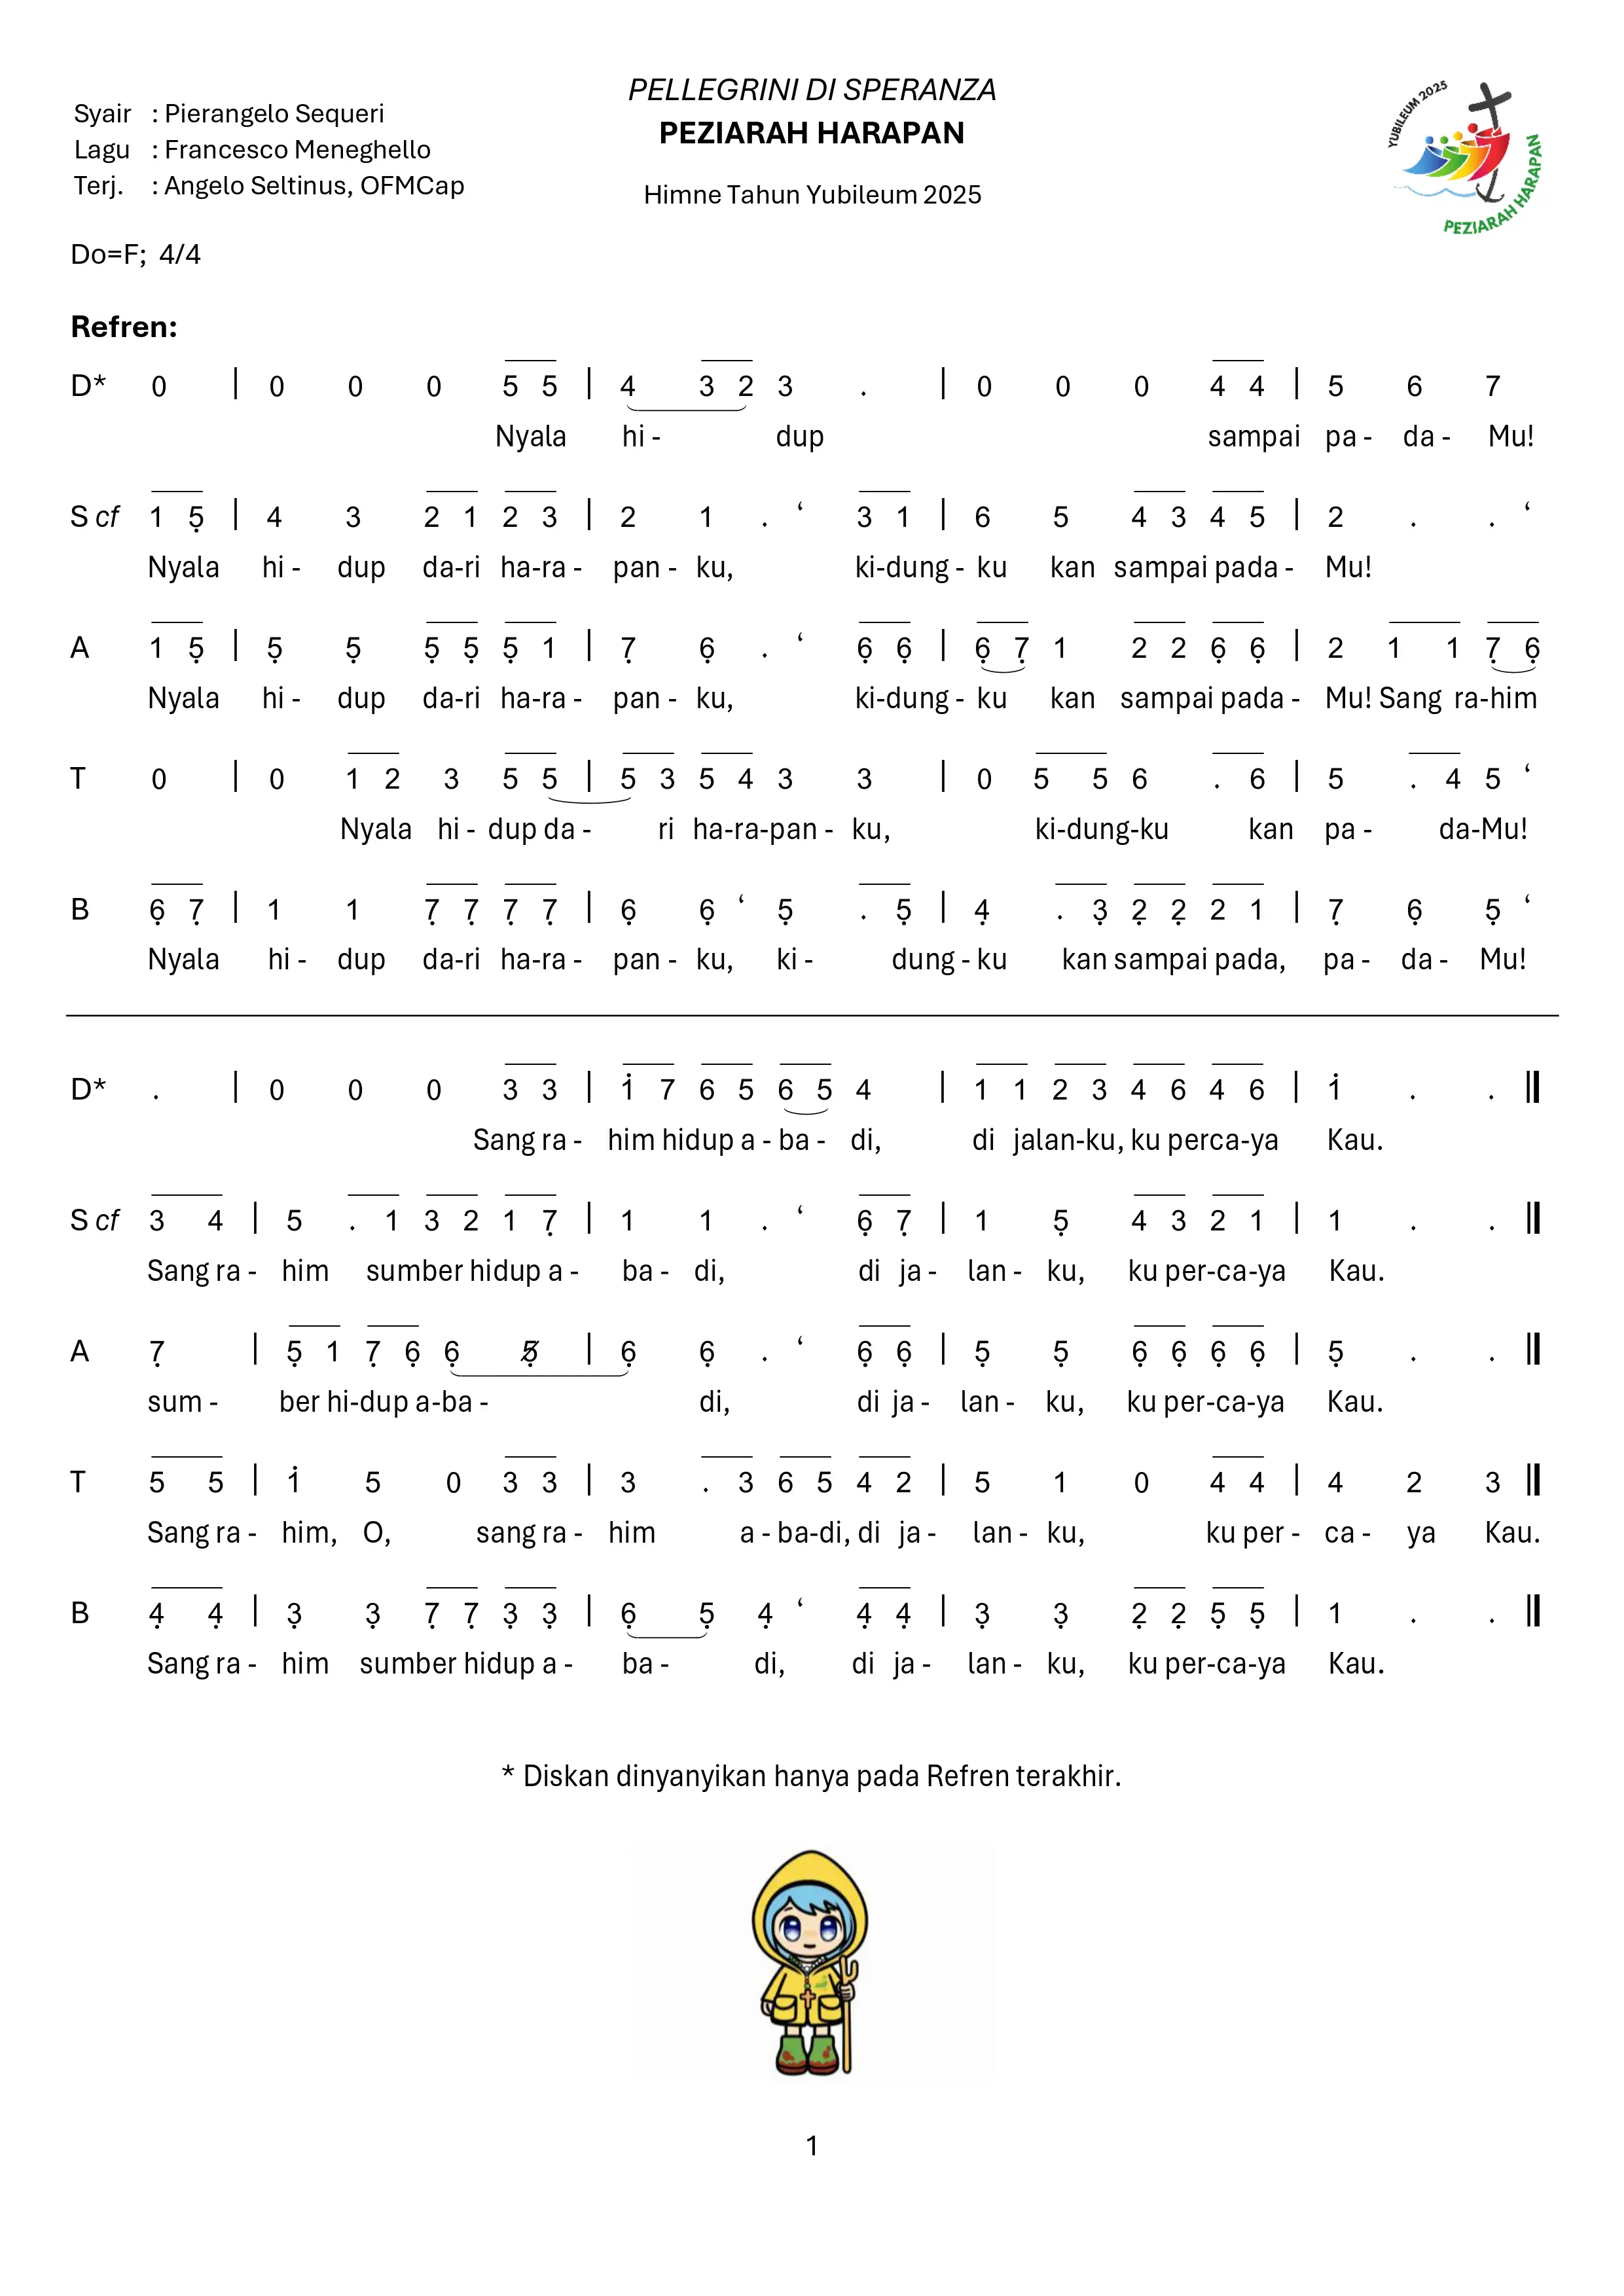 PELLEGRINI DI SPERANZA
PEZIARAH HARAPAN
Himne Tahun Yubileum 2025
Syair : Pierangelo Sequeri
Lagu : Francesco Meneghello
Terj. : Angelo Seltinus, OFMCap
YUBILEUM 2025
PEZIARAH HARAPAN
Do=F; 4/4
Refren:
D* 0 | 0 0 0 5 5 | 4 3 2 3 . | 0 0 0 4 4 | 5 6 7
Nyala hi - dup sampai pa - da - Mu!
S cf 1 5̣ | 4 3 2 1 2 3 | 2 1 . ‘ 3 1 | 6 5 4 3 4 5 | 2 . . ‘
Nyala hi - dup da-ri ha-ra - pan - ku, ki-dung - ku kan sampai pada - Mu!
A 1 5̣ | 5̣ 5̣ 5̣ 5̣ 5̣ 1 | 7̣ 6̣ . ‘ 6̣ 6̣ | 6̣ 7̣ 1 2 2 6̣ 6̣ | 2 1 1 7̣ 6̣
Nyala hi - dup da-ri ha-ra - pan - ku, ki-dung - ku kan sampai pada - Mu! Sang ra-him
T 0 | 0 1 2 3 5 5 | 5 3 5 4 3 3 | 0 5 5 6 . 6 | 5 . 4 5 ‘
Nyala hi - dup da - ri ha-ra-pan - ku, ki-dung-ku kan pa - da-Mu!
B 6̣ 7̣ | 1 1 7̣ 7̣ 7̣ 7̣ | 6̣ 6̣ ‘ 5̣ . 5̣ | 4̣ . 3̣ 2̣ 2̣ 2 1 | 7̣ 6̣ 5̣ ‘
Nyala hi - dup da-ri ha-ra - pan - ku, ki - dung - ku kan sampai pada, pa - da - Mu!
D* . | 0 0 0 3 3 | 1̇ 7 6 5 6 5 4 | 1 1 2 3 4 6 4 6 | 1̇ . . ||
Sang ra - him hidup a - ba - di, di jalan-ku, ku perca-ya Kau.
S cf 3 4 | 5 . 1 3 2 1 7̣ | 1 1 . ‘ 6̣ 7̣ | 1 5̣ 4 3 2 1 | 1 . . ||
Sang ra - him sumber hidup a - ba - di, di ja - lan - ku, ku per-ca-ya Kau.
A 7̣ | 5̣ 1 7̣ 6̣ 6̣ 5̸̣ | 6̣ 6̣ . ‘ 6̣ 6̣ | 5̣ 5̣ 6̣ 6̣ 6̣ 6̣ | 5̣ . . ||
sum - ber hi-dup a-ba - di, di ja - lan - ku, ku per-ca-ya Kau.
T 5 5 | 1̇ 5 0 3 3 | 3 . 3 6 5 4 2 | 5 1 0 4 4 | 4 2 3 ||
Sang ra - him, O, sang ra - him a - ba-di, di ja - lan - ku, ku per - ca - ya Kau.
B 4̣ 4̣ | 3̣ 3̣ 7̣ 7̣ 3̣ 3̣ | 6̣ 5̣ 4̣ ‘ 4̣ 4̣ | 3̣ 3̣ 2̣ 2̣ 5̣ 5̣ | 1 . . ||
Sang ra - him sumber hidup a - ba - di, di ja - lan - ku, ku per-ca-ya Kau.
* Diskan dinyanyikan hanya pada Refren terakhir.
1